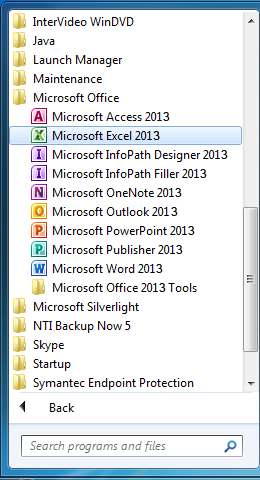 InterVideo WinDVD
Java
Launch Manager
Maintenance
Microsoft Office
Microsoft Access 2013
Microsoft Excel 2013
Microsoft InfoPath Designer 2013
Microsoft InfoPath Filler 2013
Microsoft OneNote 2013
Microsoft Outlook 2013
Microsoft PowerPoint 2013
Microsoft Publisher 2013
Microsoft Word 2013
Microsoft Office 2013 Tools
Microsoft Silverlight
NTI Backup Now 5
Skype
Startup
Symantec Endpoint Protection
Back
Search programs and files